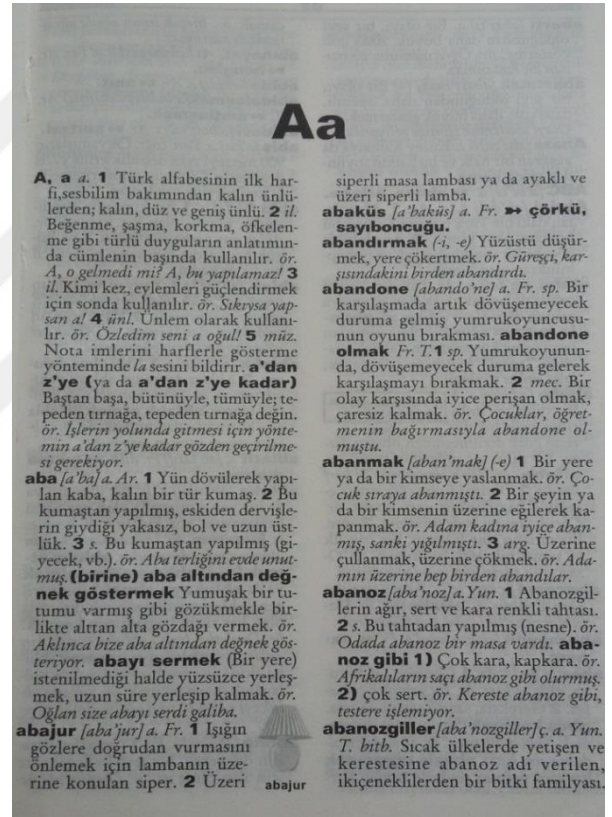 Aa
A, a a. 1 Türk alfabesinin ilk har-
fi,sesbilim bakımından kalın ünlü-
lerden; kalın, düz ve geniş ünlü. 2 il.
Beğenme, şaşma, korkma, öfkelen-
me gibi türlü duyguların anlatımın-
da cümlenin başında kullanılır. ör.
A, o gelmedi mi? A, bu yapılamaz! 3
il. Kimi kez, eylemleri güçlendirmek
için sonda kullanılır. ör. Sıkıysa yap-
san a! 4 ünl. Ünlem olarak kullanı-
lır. ör. Özledim seni a oğul! 5 müz.
Nota imlerini harflerle gösterme
yönteminde la sesini bildirir. a'dan
z'ye (ya da a'dan z'ye kadar)
Baştan başa, bütünüyle, tümüyle; te-
peden tırnağa, tepeden tırnağa değin.
ör. İşlerin yolunda gitmesi için yönte-
min a'dan z'ye kadar gözden geçirilme-
si gerekiyor.
aba [a'ba] a. Ar. 1 Yün dövülerek yapı-
lan kaba, kalın bir tür kumaş. 2 Bu
kumaştan yapılmış, eskiden dervişle-
rin giydiği yakasız, bol ve uzun üst-
lük. 3 s. Bu kumaştan yapılmış (gi-
yecek, vb.). ör. Aba terliğini evde unut-
muş. (birine) aba altından değ-
nek göstermek Yumuşak bir tu-
tumu varmış gibi gözükmekle bir-
likte alttan alta gözdağı vermek. ör.
Aklınca bize aba altından değnek gös-
teriyor. abayı sermek (Bir yere)
istenilmediği halde yüzsüzce yerleş-
mek, uzun süre yerleşip kalmak. ör.
Oğlan size abayı serdi galiba.
abajur [aba'jur] a. Fr. 1 Işığın
gözlere doğrudan vurmasını
önlemek için lambanın üze-
rine konulan siper. 2 Üzeri
abajur
siperli masa lambası ya da ayaklı ve
üzeri siperli lamba.
abaküs [a'baküs] a. Fr. ➳ çörkü,
sayıboncuğu.
abandırmak (-i, -e) Yüzüstü düşür-
mek, yere çökertmek. ör. Güreşçi, kar-
şısındakini birden abandırdı.
abandone [abando'ne] a. Fr. sp. Bir
karşılaşmada artık dövüşemeyecek
duruma gelmiş yumrukoyuncusu-
nun oyunu bırakması. abandone
olmak Fr. T. 1 sp. Yumrukoyunun-
da, dövüşemeyecek duruma gelerek
karşılaşmayı bırakmak. 2 mec. Bir
olay karşısında iyice perişan olmak,
çaresiz kalmak. ör. Çocuklar, öğret-
menin bağırmasıyla abandone ol-
muştu.
abanmak [aban'mak] (-e) 1 Bir yere
ya da bir kimseye yaslanmak. ör. Ço-
cuk sıraya abanmıştı. 2 Bir şeyin ya
da bir kimsenin üzerine eğilerek ka-
panmak. ör. Adam kadına iyice aban-
mış, sanki yığılmıştı. 3 arg. Üzerine
çullanmak, üzerine çökmek. ör. Ada-
mın üzerine hep birden abandılar.
abanoz [aba'noz] a. Yun. 1 Abanozgil-
lerin ağır, sert ve kara renkli tahtası.
2 s. Bu tahtadan yapılmış (nesne). ör.
Odada abanoz bir masa vardı. aba-
noz gibi 1) Çok kara, kapkara. ör.
Afrikalıların saçı abanoz gibi olurmuş.
2) çok sert. ör. Kereste abanoz gibi,
testere işlemiyor.
abanozgiller [aba'nozgiller] ç. a. Yun.
T. bitb. Sıcak ülkelerde yetişen ve
kerestesine abanoz adı verilen,
ikiçeneklilerden bir bitki familyası.